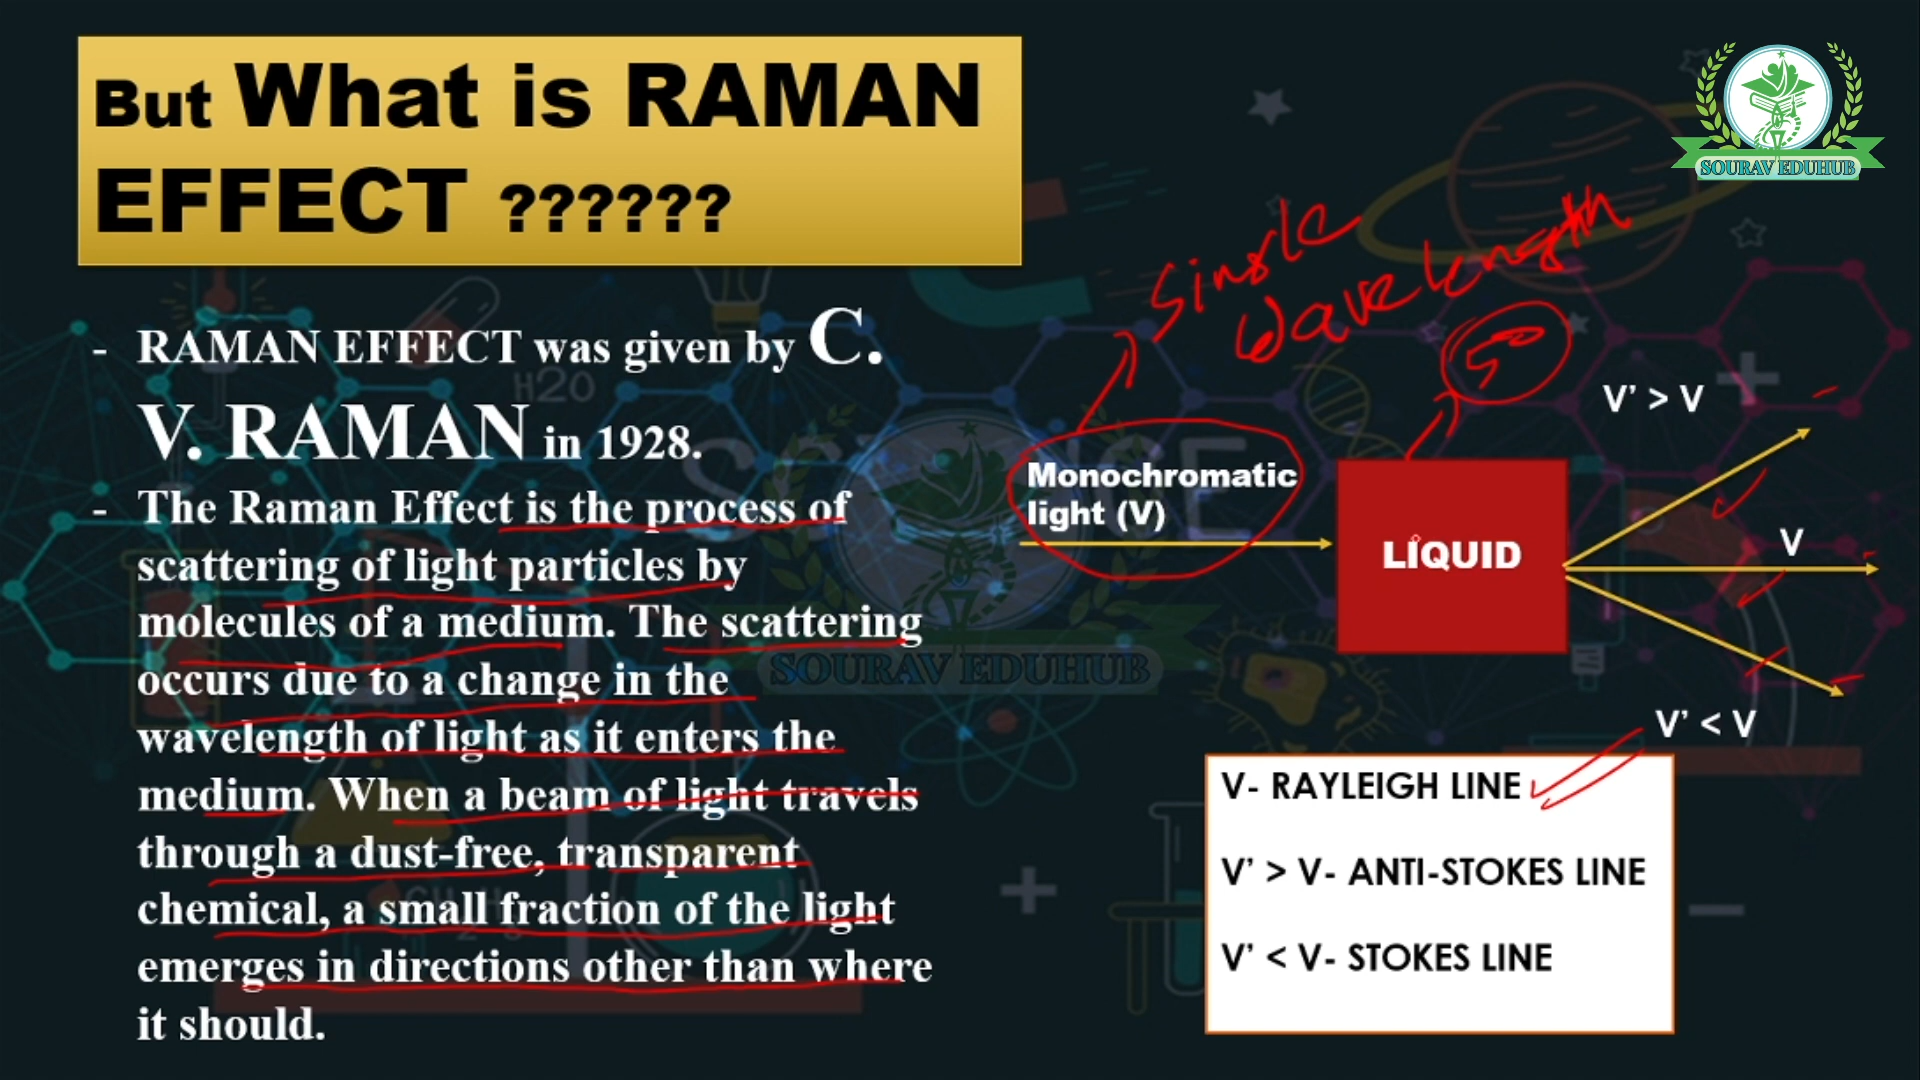 But What is RAMAN
EFFECT ??????
SOURAV EDUHUB
- RAMAN EFFECT was given by C.
V. RAMAN in 1928.
- The Raman Effect is the process of
scattering of light particles by
molecules of a medium. The scattering
occurs due to a change in the
wavelength of light as it enters the
medium. When a beam of light travels
through a dust-free, transparent
chemical, a small fraction of the light
emerges in directions other than where
it should.
Single
Wavelength
Monochromatic
light (V)
LIQUID
V' > V
V
V' < V
V- RAYLEIGH LINE
V' > V- ANTI-STOKES LINE
V' < V- STOKES LINE
H2O
SCIENCE
SOURAV EDUHUB